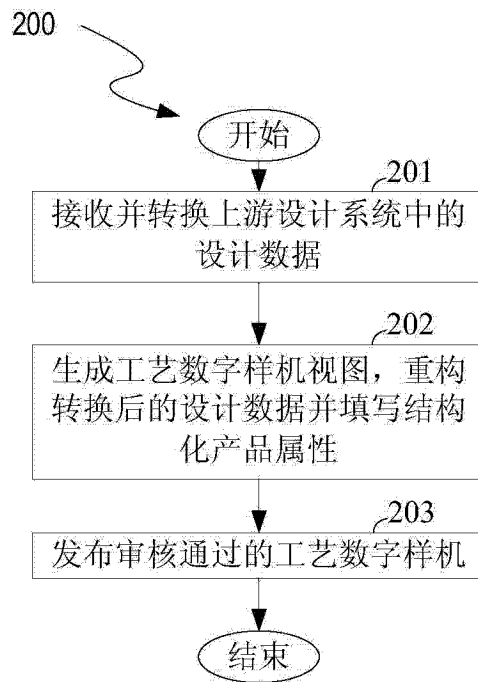 200
开始
201
接收并转换上游设计系统中的
设计数据
202
生成工艺数字样机视图，重构
转换后的设计数据并填写结构
化产品属性
203
发布审核通过的工艺数字样机
结束